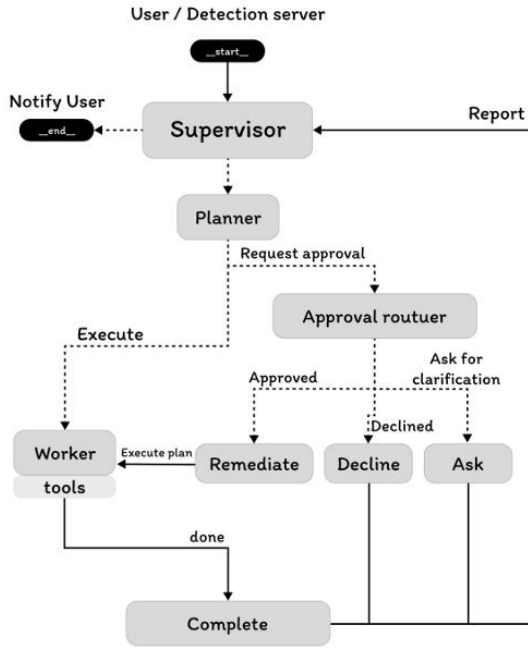 User / Detection server
__start__
Notify User
__end__
Supervisor
Report
Planner
Request approval
Approval routuer
Execute
Ask for
clarification
Approved
Declined
Worker
Execute plan
Remediate
Decline
Ask
tools
done
Complete